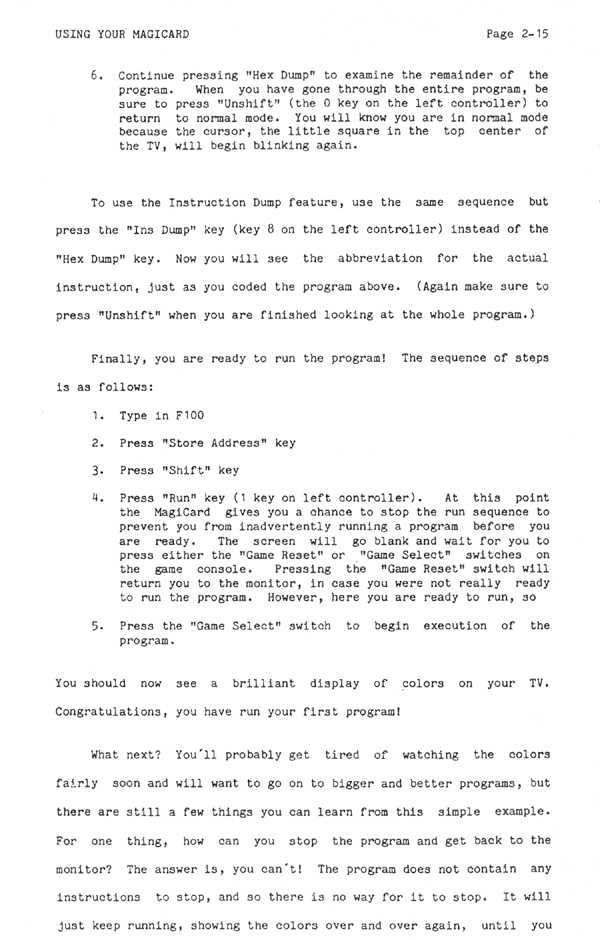 USING YOUR MAGICARD Page 2-15
6. Continue pressing "Hex Dump" to examine the remainder of the
program. When you have gone through the entire program, be
sure to press "Unshift" (the 0 key on the left controller) to
return to normal mode. You will know you are in normal mode
because the cursor, the little square in the top center of
the TV, will begin blinking again.
To use the Instruction Dump feature, use the same sequence but
press the "Ins Dump" key (key 8 on the left controller) instead of the
"Hex Dump" key. Now you will see the abbreviation for the actual
instruction, just as you coded the program above. (Again make sure to
press "Unshift" when you are finished looking at the whole program.)
Finally, you are ready to run the program! The sequence of steps
is as follows:
1. Type in F100
2. Press "Store Address" key
3. Press "Shift" key
4. Press "Run" key (1 key on left controller). At this point
the MagiCard gives you a chance to stop the run sequence to
prevent you from inadvertently running a program before you
are ready. The screen will go blank and wait for you to
press either the "Game Reset" or "Game Select" switches on
the game console. Pressing the "Game Reset" switch will
return you to the monitor, in case you were not really ready
to run the program. However, here you are ready to run, so
5. Press the "Game Select" switch to begin execution of the
program.
You should now see a brilliant display of colors on your TV.
Congratulations, you have run your first program!
What next? You'll probably get tired of watching the colors
fairly soon and will want to go on to bigger and better programs, but
there are still a few things you can learn from this simple example.
For one thing, how can you stop the program and get back to the
monitor? The answer is, you can't! The program does not contain any
instructions to stop, and so there is no way for it to stop. It will
just keep running, showing the colors over and over again, until you